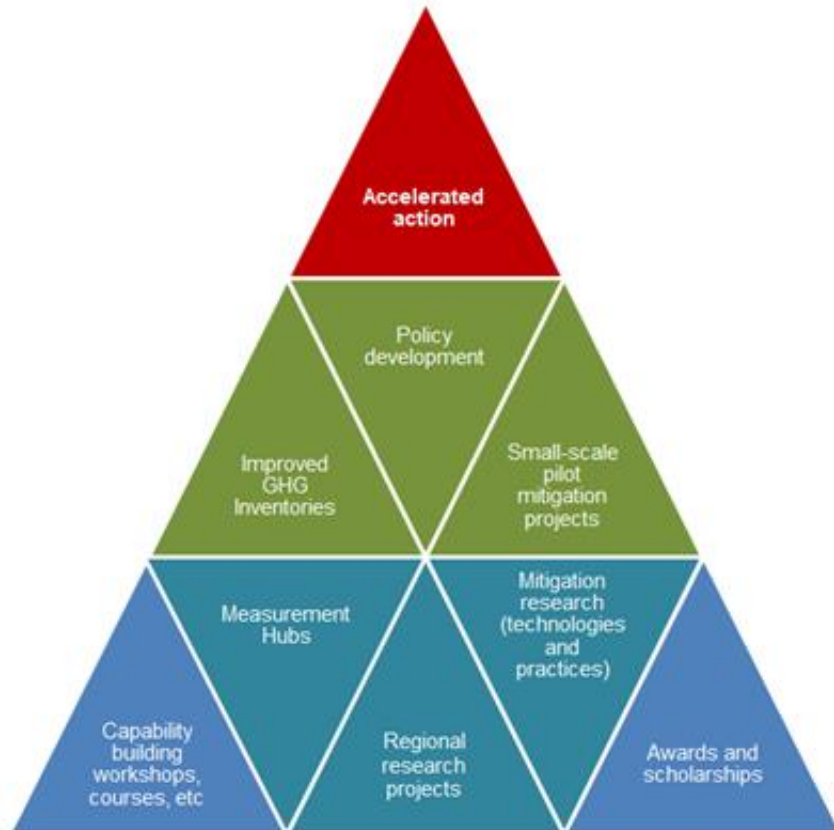 Accelerated
action
Policy
development
Improved
GHG
Inventories
Small-scale
pilot
mitigation
projects
Measurement
Hubs
Mitigation
research
(technologies
and
practices)
Capability
building
workshops,
courses, etc
Regional
research
projects
Awards and
scholarships